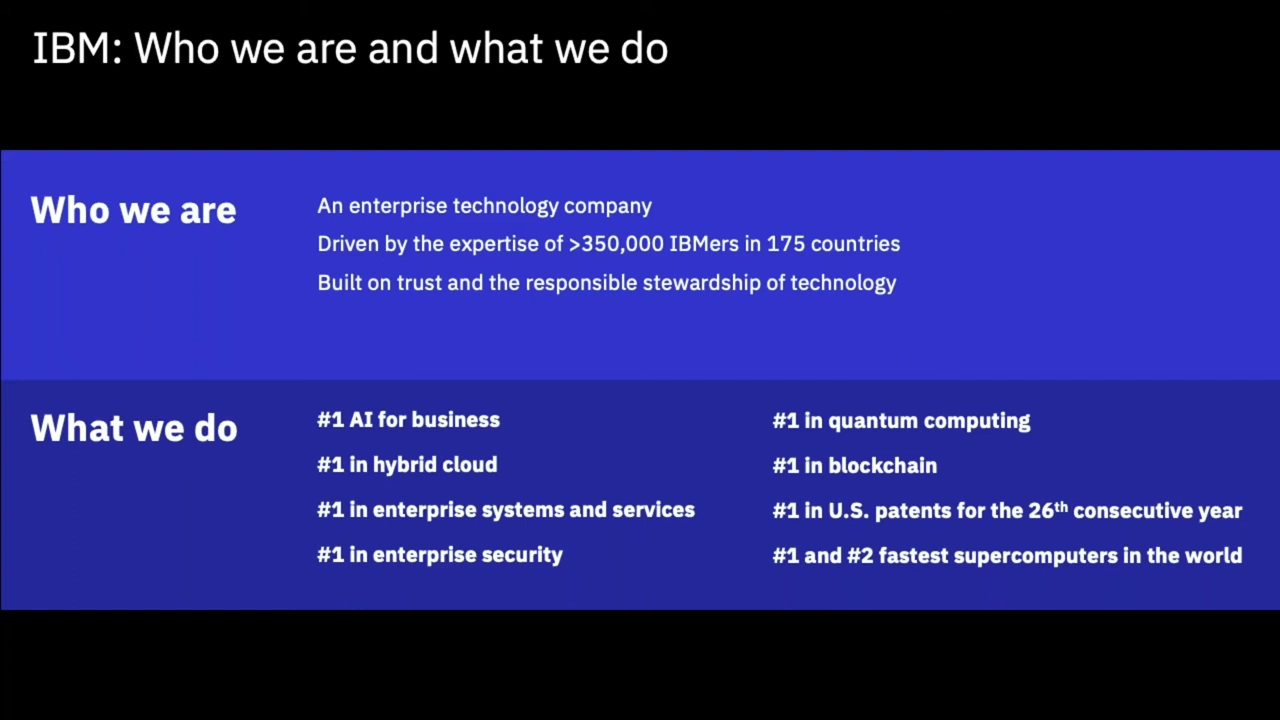 IBM: Who we are and what we do
Who we are
An enterprise technology company
Driven by the expertise of >350,000 IBMers in 175 countries
Built on trust and the responsible stewardship of technology
What we do
#1 AI for business
#1 in hybrid cloud
#1 in enterprise systems and services
#1 in enterprise security
#1 in quantum computing
#1 in blockchain
#1 in U.S. patents for the 26th consecutive year
#1 and #2 fastest supercomputers in the world